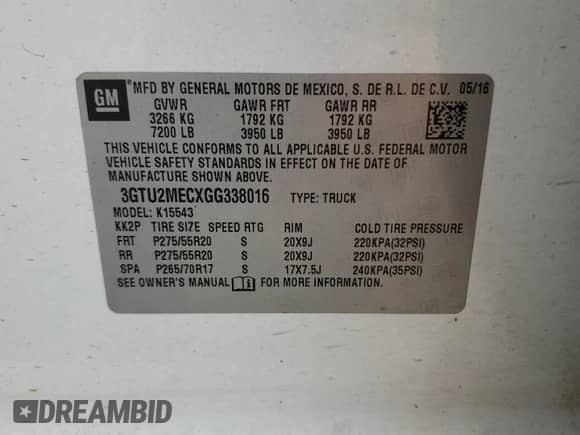 GM
®MFD BY GENERAL MOTORS DE MEXICO, S. DE R.L. DE C.V. 05/16
GVWR GAWR FRT GAWR RR
3266 KG 1792 KG 1792 KG
7200 LB 3950 LB 3950 LB
THIS VEHICLE CONFORMS TO ALL APPLICABLE U.S. FEDERAL MOTOR
VEHICLE SAFETY STANDARDS IN EFFECT ON THE DATE OF
MANUFACTURE SHOWN ABOVE.
3GTU2MECXGG338016 TYPE: TRUCK
MODEL: K15543
KK2P TIRE SIZE SPEED RTG RIM COLD TIRE PRESSURE
FRT P275/55R20 S 20X9J 220KPA(32PSI)
RR P275/55R20 S 20X9J 220KPA(32PSI)
SPA P265/70R17 S 17X7.5J 240KPA(35PSI)
SEE OWNER'S MANUAL FOR MORE INFORMATION.
DREAMBID